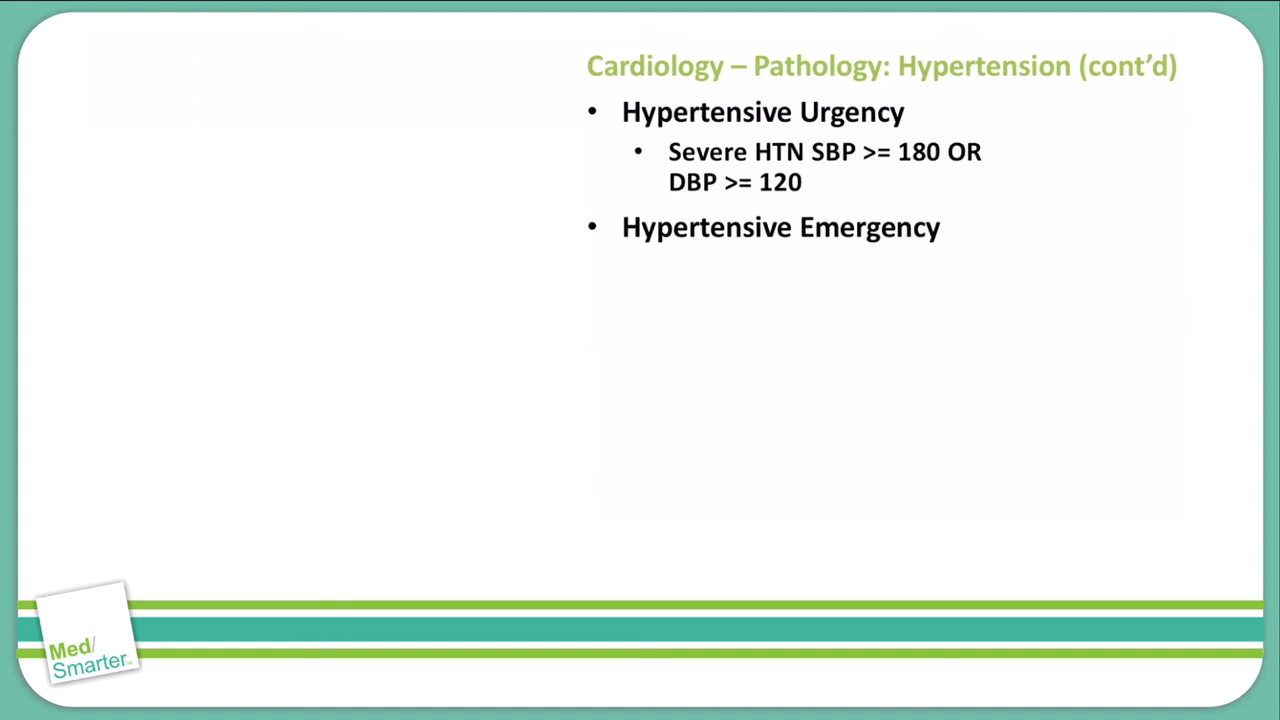 Cardiology – Pathology: Hypertension (cont’d)
• Hypertensive Urgency
• Severe HTN SBP >= 180 OR
DBP >= 120
• Hypertensive Emergency
Med/
Smarter